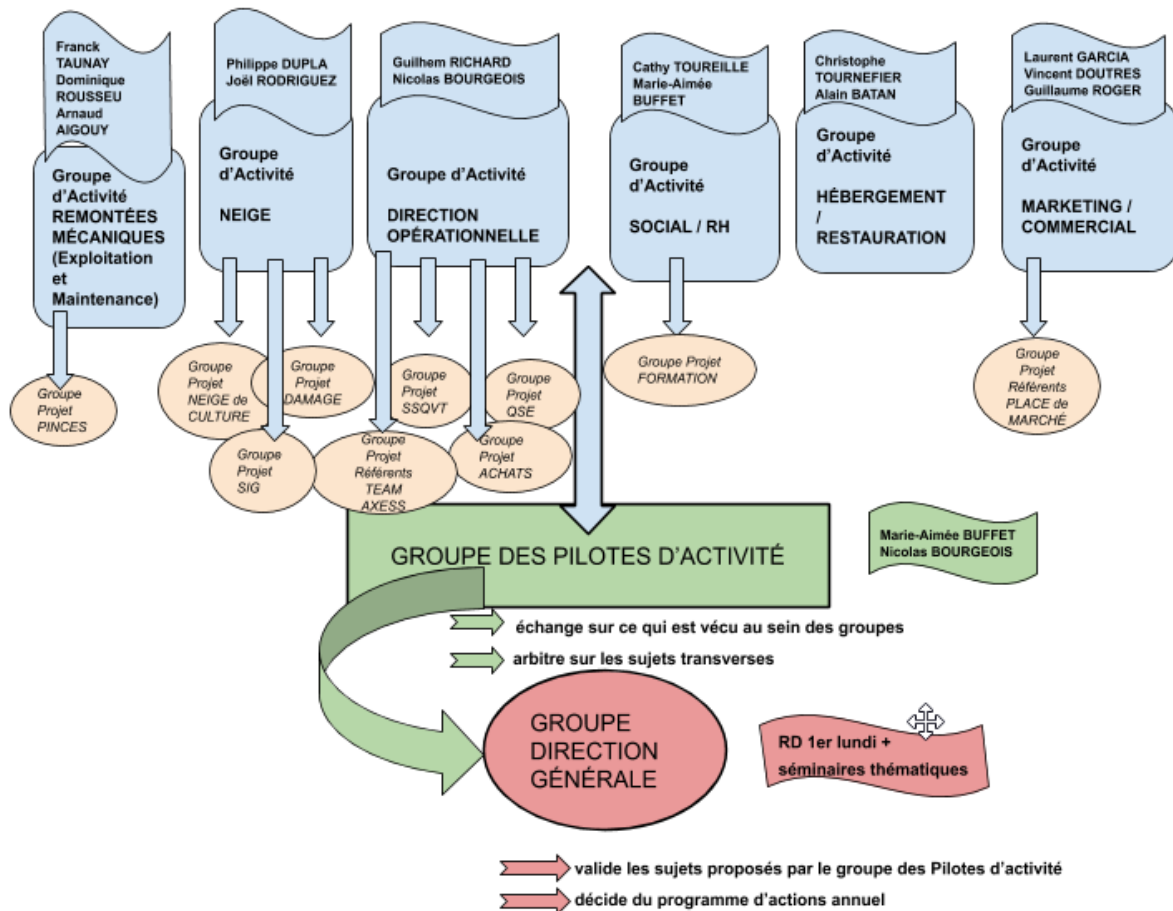 Franck
TAUNAY
Dominique
ROUSSEU
Arnaud
AIGOUY
Groupe
d'Activité
REMONTÉES
MÉCANIQUES
(Exploitation
et
Maintenance)
Groupe
Projet
PINCES
Philippe DUPLA
Joël RODRIGUEZ
Groupe
d'Activité
NEIGE
Groupe
Projet
NEIGE de
CULTURE
Groupe
Projet
DAMAGE
Groupe
Projet
SIG
Guilhem RICHARD
Nicolas BOURGEOIS
Groupe d'Activité
DIRECTION
OPÉRATIONNELLE
Groupe
Projet
SSQVT
Groupe
Projet
QSE
Groupe
Projet
Référents
TEAM
AXESS
Groupe
Projet
ACHATS
Cathy TOUREILLE
Marie-Aimée
BUFFET
Groupe
d'Activité
SOCIAL / RH
Groupe Projet
FORMATION
Christophe
TOURNEFIER
Alain BATAN
Groupe
d'Activité
HÉBERGEMENT
/
RESTAURATION
Laurent GARCIA
Vincent DOUTRES
Guillaume ROGER
Groupe
d'Activité
MARKETING /
COMMERCIAL
Groupe
Projet
Référents
PLACE de
MARCHÉ
GROUPE DES PILOTES D'ACTIVITÉ
Marie-Aimée BUFFET
Nicolas BOURGEOIS
échange sur ce qui est vécu au sein des groupes
arbitre sur les sujets transverses
GROUPE
DIRECTION
GÉNÉRALE
RD 1er lundi +
séminaires thématiques
valide les sujets proposés par le groupe des Pilotes d'activité
décide du programme d'actions annuel